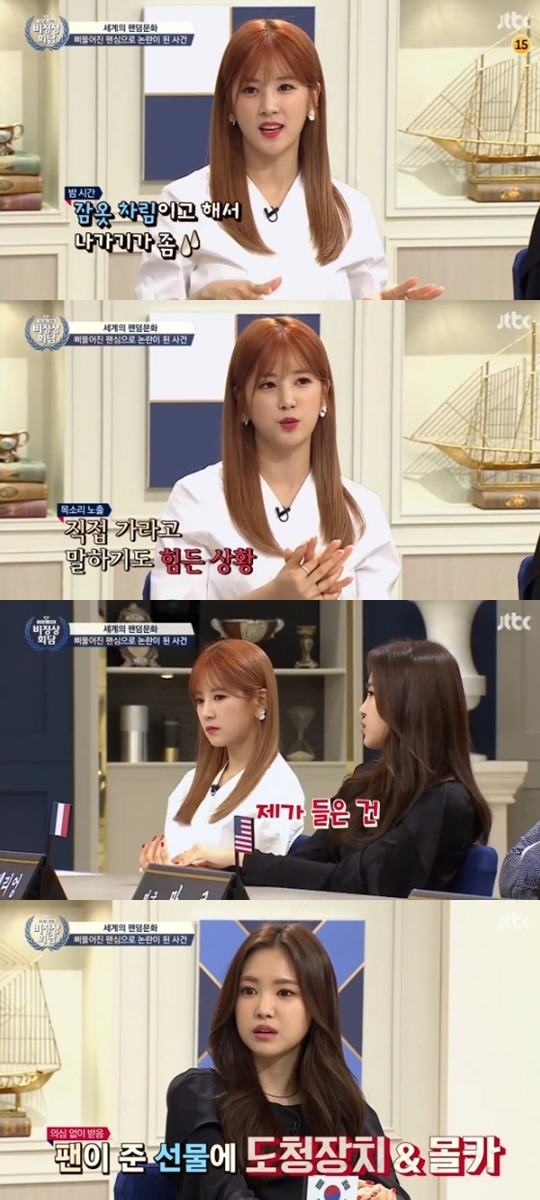 비정상회담
세계의 팬덤문화
삐뚤어진 팬심으로 논란이 된 사건
jtbc
15
밤 시간
잠옷 차림이고 해서
나가기가 좀
비정상회담
세계의 팬덤문화
삐뚤어진 팬심으로 논란이 된 사건
jtbc
목소리 노출
직접 가라고
말하기도 힘든 상황
비정상회담
세계의 팬덤문화
삐뚤어진 팬심으로 논란이 된 사건
jtbc
제가 들은 건
비정상회담
세계의 팬덤문화
삐뚤어진 팬심으로 논란이 된 사건
jtbc
의심 없이 받음
팬이 준 선물에 도청장치 & 몰카